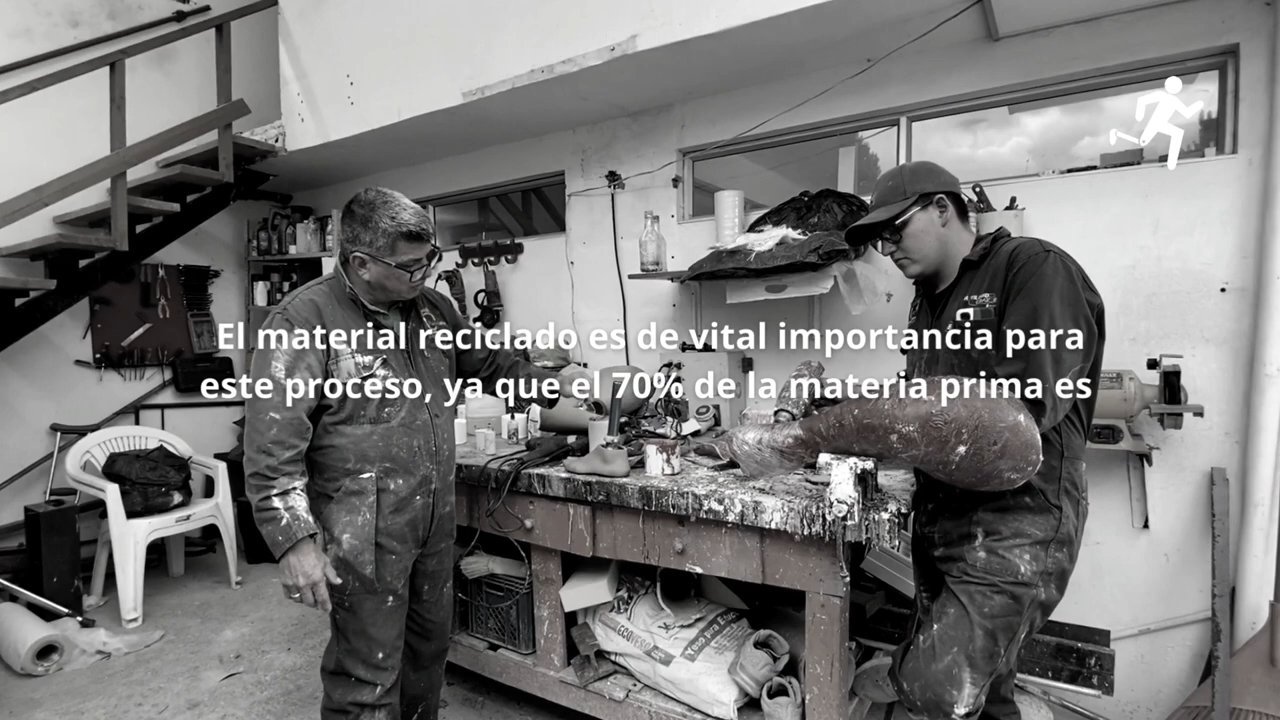 El material reciclado es de vital importancia para
este proceso, ya que el 70% de la materia prima es
ECOYESO